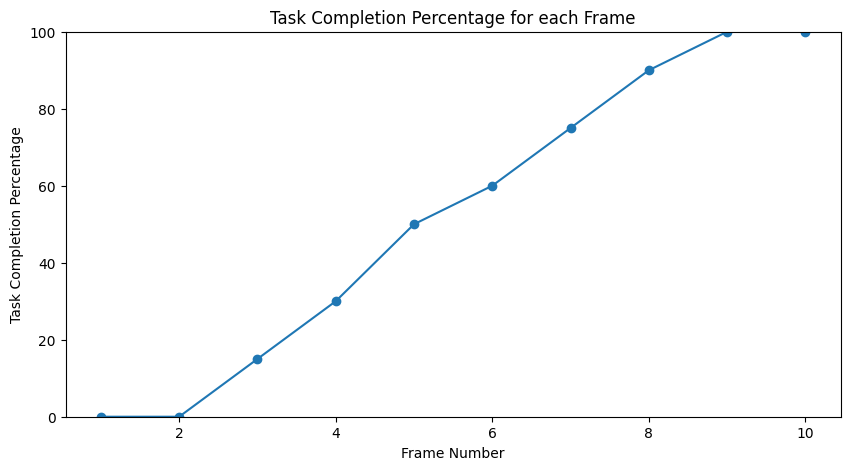 Task Completion Percentage for each Frame
100
80
60
40
20
0
Task Completion Percentage
2 4 6 8 10
Frame Number